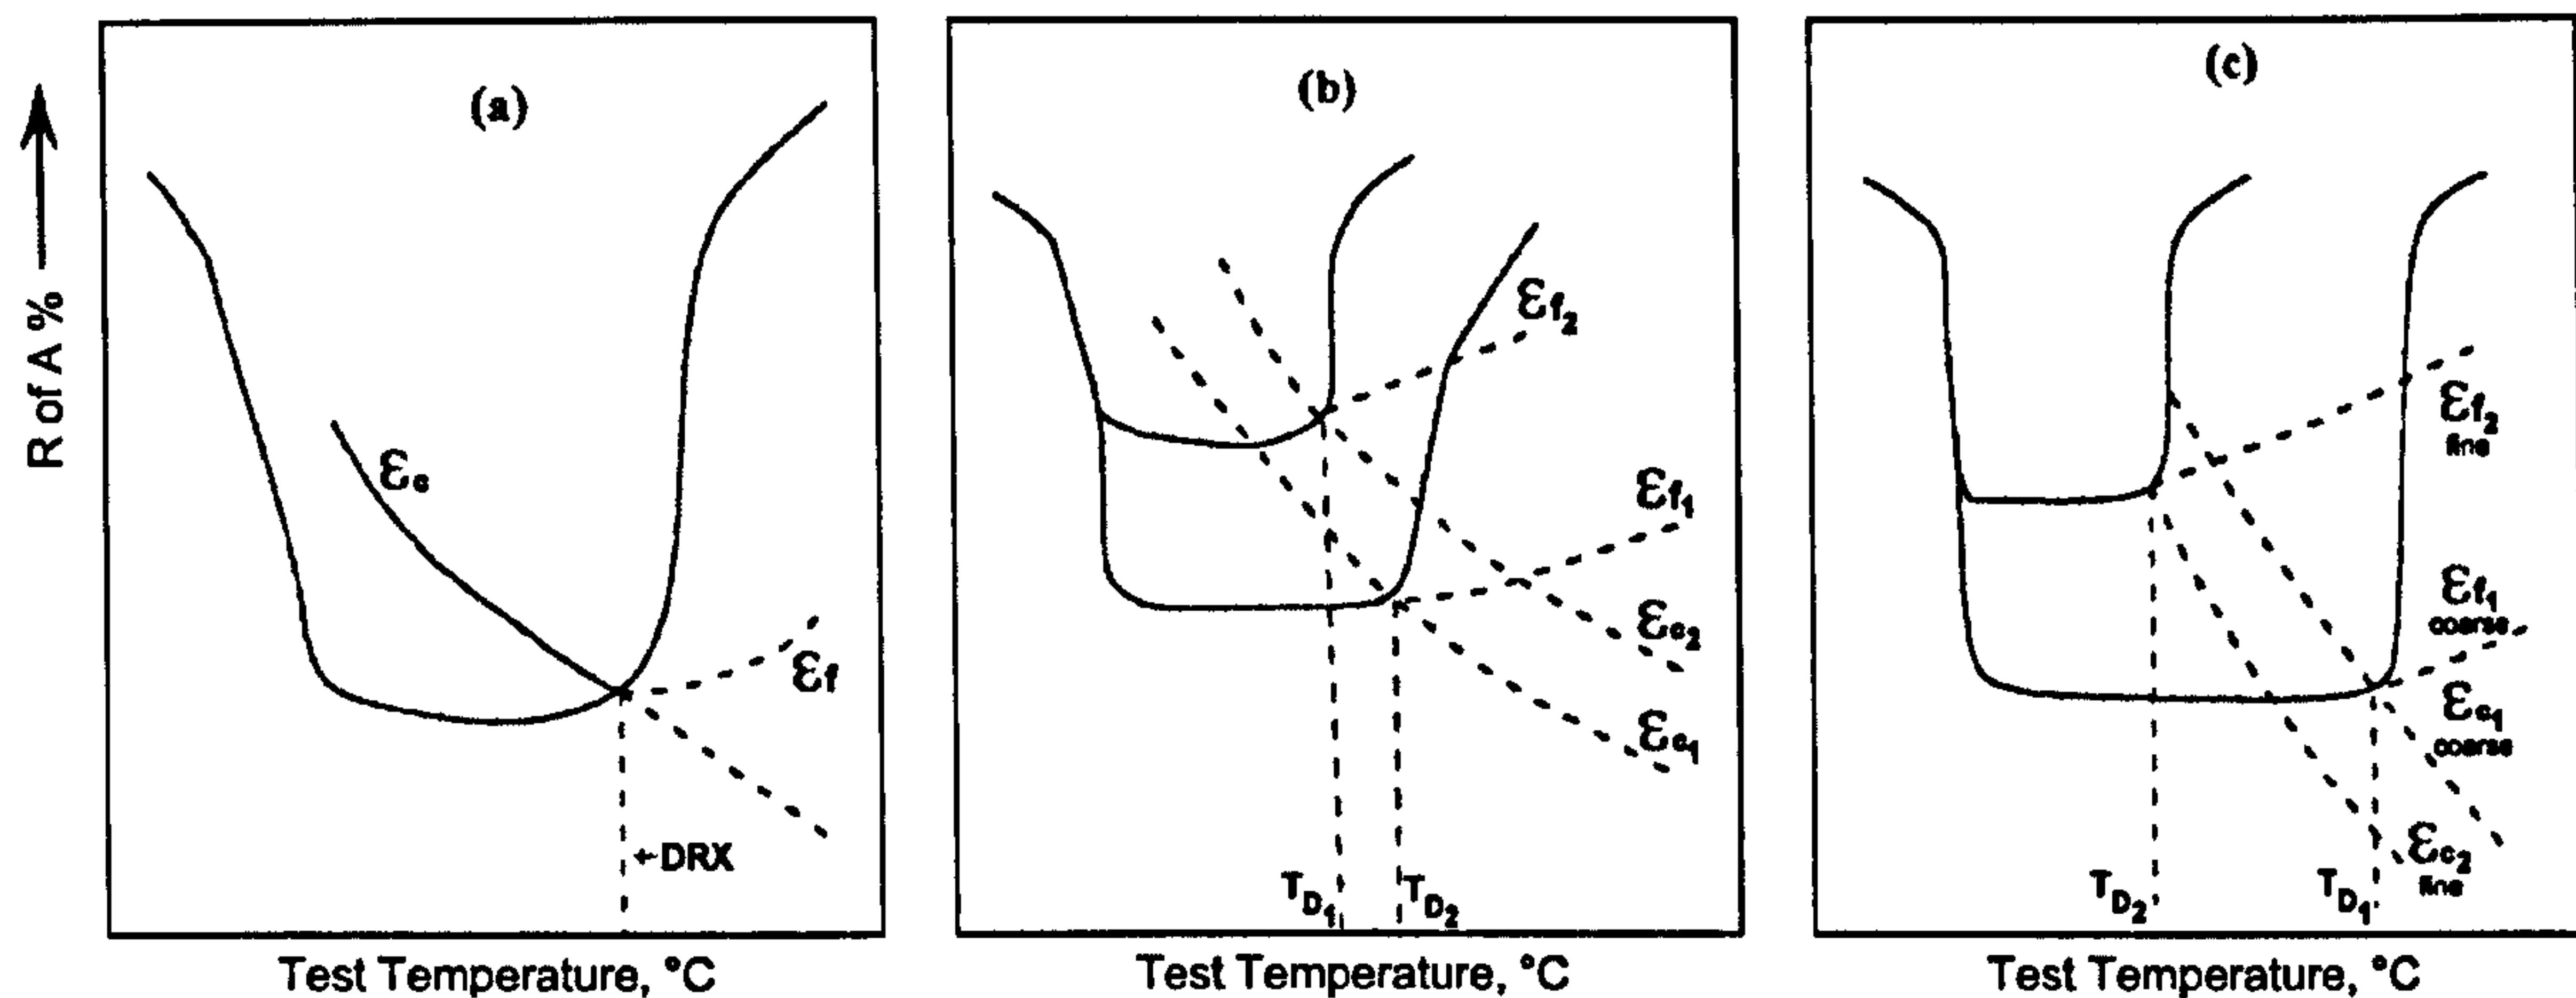 R of A %
(a)
εc
εf
←DRX
Test Temperature, °C
(b)
εf2
εf1
εc2
εc1
TD1
TD2
Test Temperature, °C
(c)
εf2
fine
εf1
coarse
εc1
coarse
εc2
fine
TD2
TD1
Test Temperature, °C